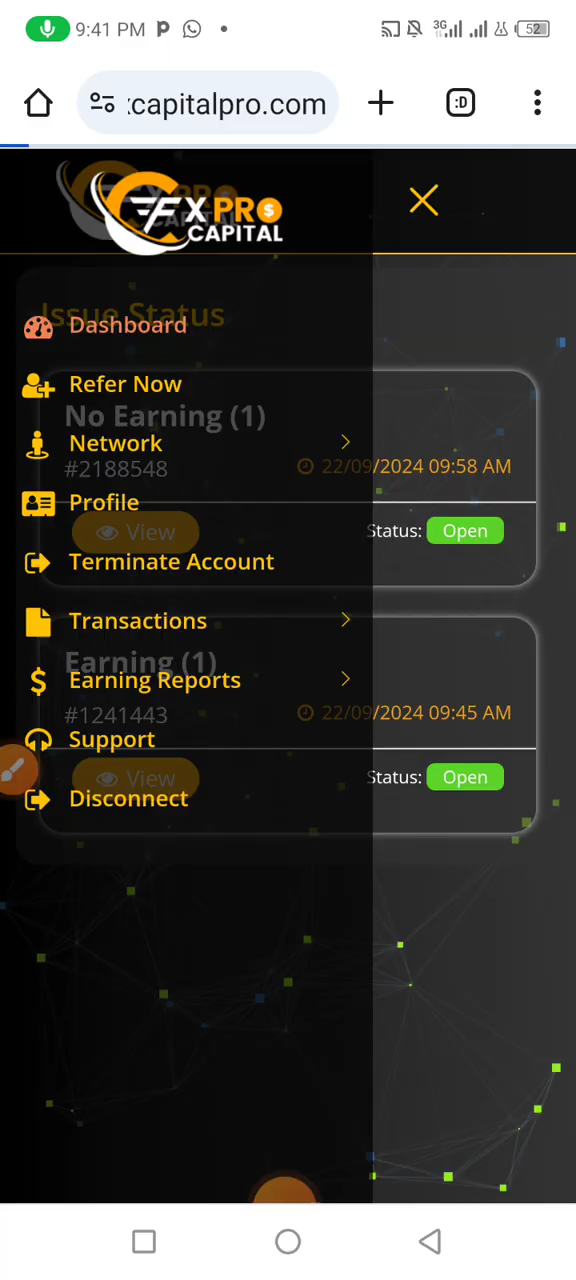 9:41 PM
3G
52
:capitalpro.com
:D
FX PRO
CAPITAL
Issue Status
Dashboard
Refer Now
No Earning (1)
Network
#2188548
22/09/2024 09:58 AM
Profile
View
Status: Open
Terminate Account
Transactions
Earning (1)
Earning Reports
#1241443
22/09/2024 09:45 AM
Support
View
Status: Open
Disconnect